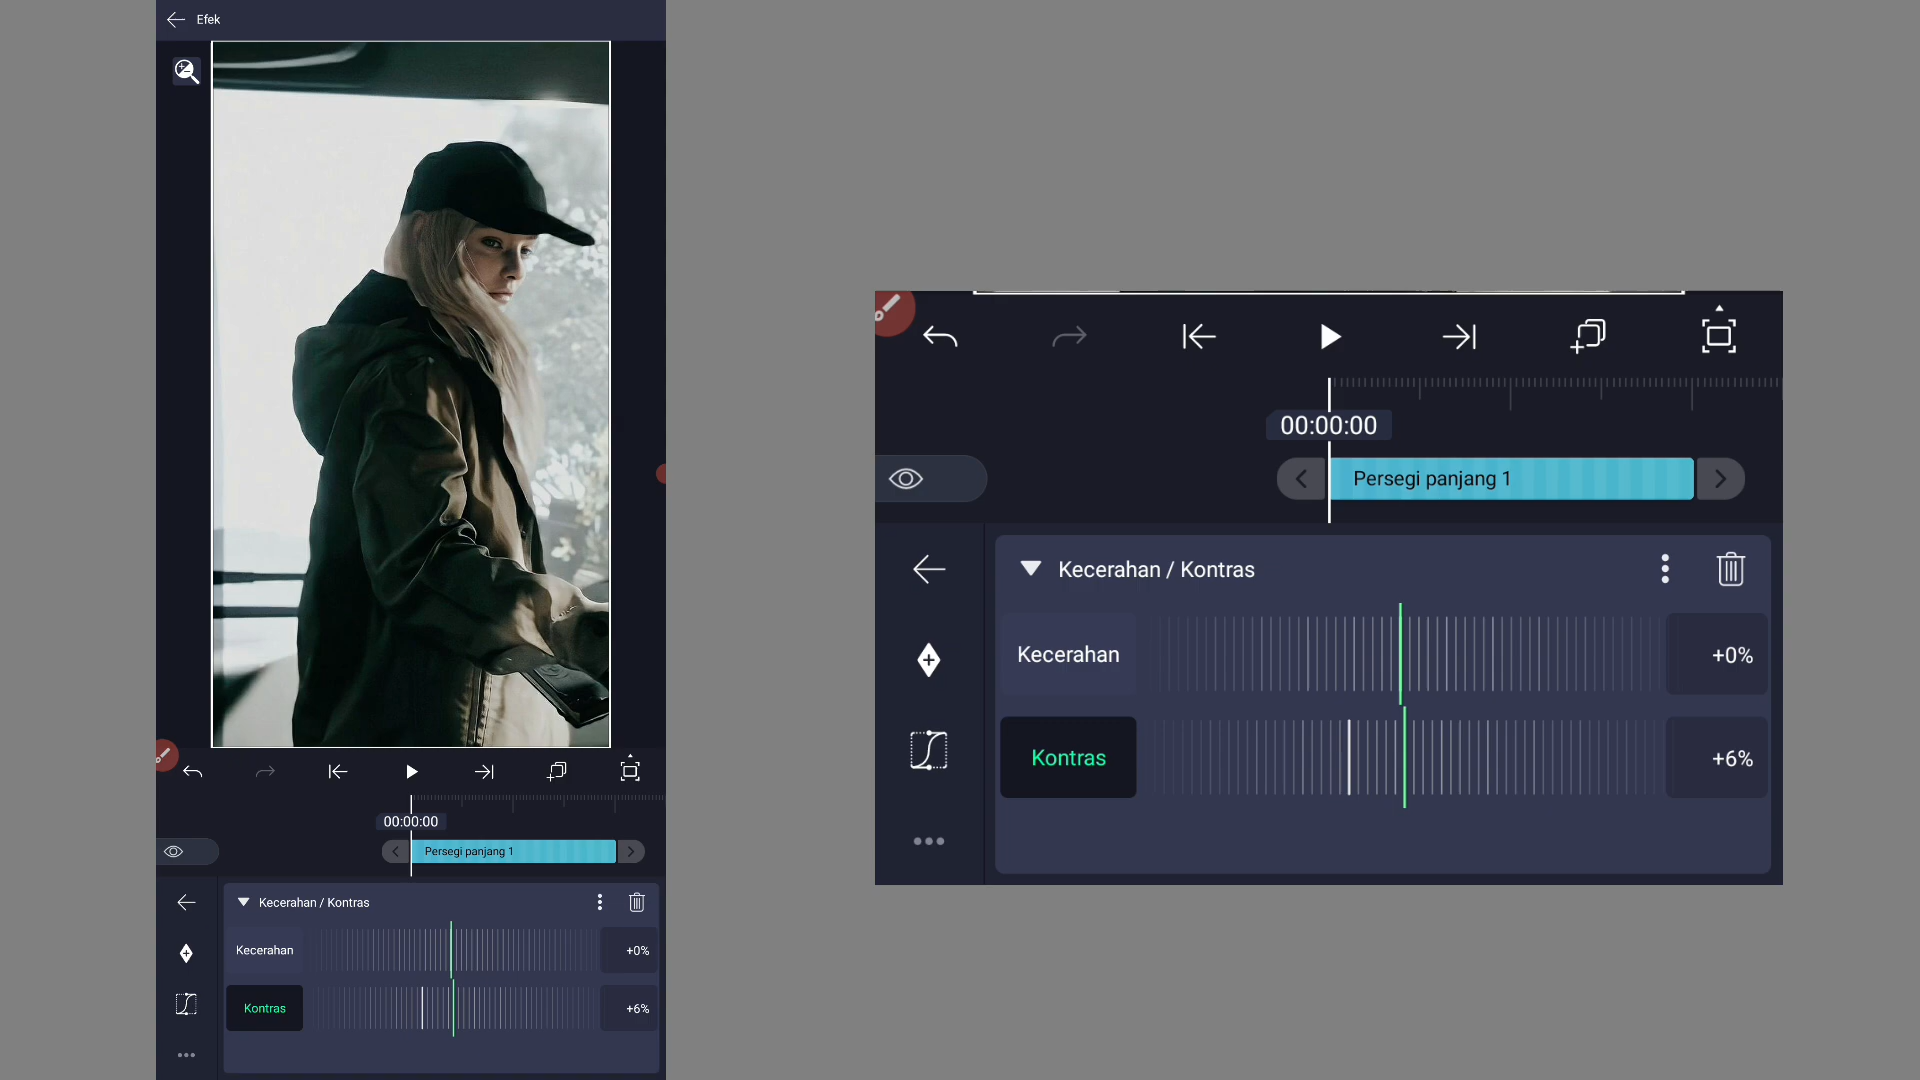 Efek
00:00:00
Persegi panjang 1
Kecerahan / Kontras
Kecerahan
+0%
Kontras
+6%
00:00:00
Persegi panjang 1
Kecerahan / Kontras
Kecerahan
+0%
Kontras
+6%